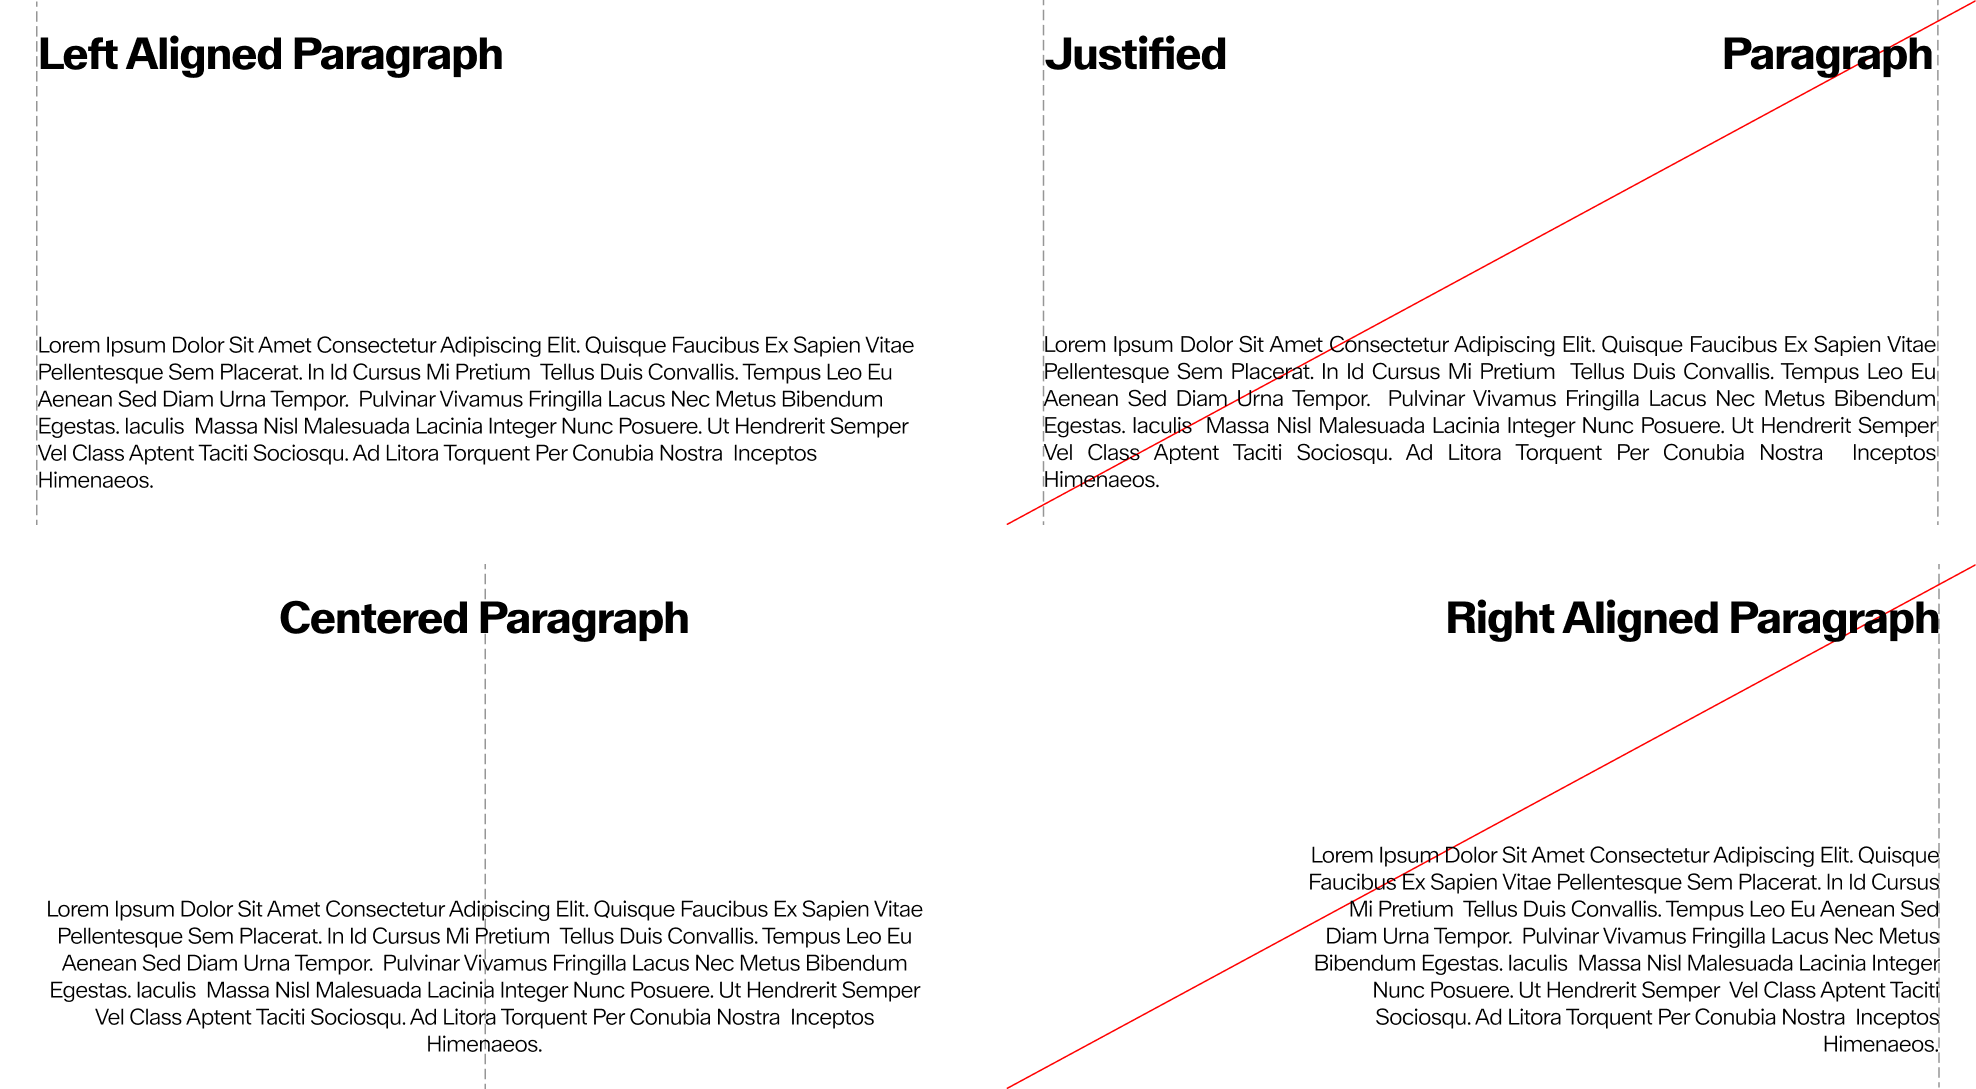 Left Aligned Paragraph
Lorem Ipsum Dolor Sit Amet Consectetur Adipiscing Elit. Quisque Faucibus Ex Sapien Vitae
Pellentesque Sem Placerat. In Id Cursus Mi Pretium  Tellus Duis Convallis. Tempus Leo Eu
Aenean Sed Diam Urna Tempor.  Pulvinar Vivamus Fringilla Lacus Nec Metus Bibendum
Egestas. Iaculis  Massa Nisl Malesuada Lacinia Integer Nunc Posuere. Ut Hendrerit Semper
Vel Class Aptent Taciti Sociosqu. Ad Litora Torquent Per Conubia Nostra  Inceptos
Himenaeos.
Justified Paragraph
Lorem Ipsum Dolor Sit Amet Consectetur Adipiscing Elit. Quisque Faucibus Ex Sapien Vitae
Pellentesque Sem Placerat. In Id Cursus Mi Pretium  Tellus Duis Convallis. Tempus Leo Eu
Aenean Sed Diam Urna Tempor.  Pulvinar Vivamus Fringilla Lacus Nec Metus Bibendum
Egestas. Iaculis  Massa Nisl Malesuada Lacinia Integer Nunc Posuere. Ut Hendrerit Semper
Vel Class Aptent Taciti Sociosqu. Ad Litora Torquent Per Conubia Nostra  Inceptos
Himenaeos.
Centered Paragraph
Lorem Ipsum Dolor Sit Amet Consectetur Adipiscing Elit. Quisque Faucibus Ex Sapien Vitae
Pellentesque Sem Placerat. In Id Cursus Mi Pretium  Tellus Duis Convallis. Tempus Leo Eu
Aenean Sed Diam Urna Tempor.  Pulvinar Vivamus Fringilla Lacus Nec Metus Bibendum
Egestas. Iaculis  Massa Nisl Malesuada Lacinia Integer Nunc Posuere. Ut Hendrerit Semper
Vel Class Aptent Taciti Sociosqu. Ad Litora Torquent Per Conubia Nostra  Inceptos
Himenaeos.
Right Aligned Paragraph
Lorem Ipsum Dolor Sit Amet Consectetur Adipiscing Elit. Quisque
Faucibus Ex Sapien Vitae Pellentesque Sem Placerat. In Id Cursus
Mi Pretium  Tellus Duis Convallis. Tempus Leo Eu Aenean Sed
Diam Urna Tempor.  Pulvinar Vivamus Fringilla Lacus Nec Metus
Bibendum Egestas. Iaculis  Massa Nisl Malesuada Lacinia Integer
Nunc Posuere. Ut Hendrerit Semper  Vel Class Aptent Taciti
Sociosqu. Ad Litora Torquent Per Conubia Nostra  Inceptos
Himenaeos.